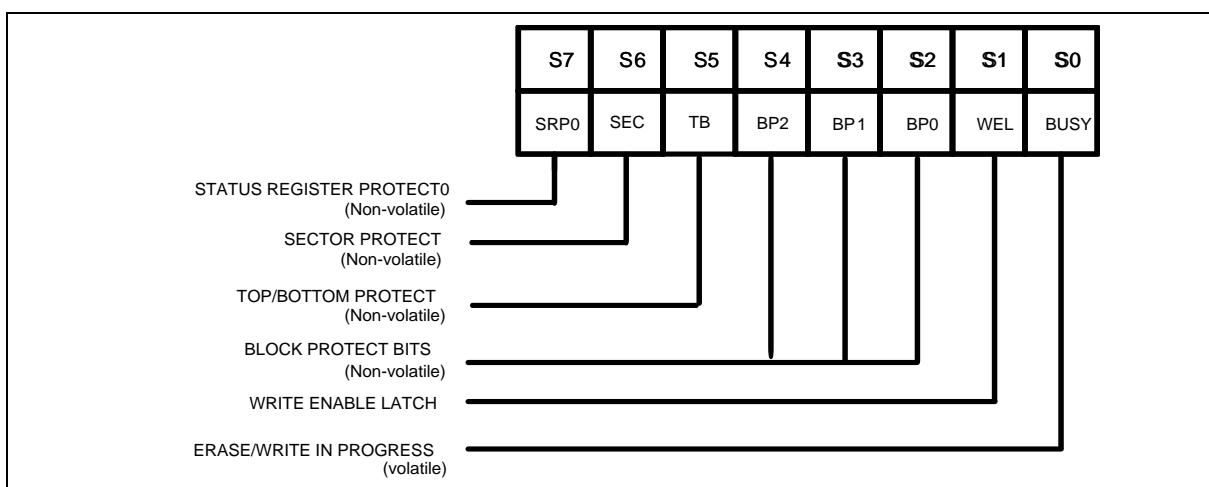 S7 S6 S5 S4 S3 S2 S1 S0
SRP0 SEC TB BP2 BP1 BP0 WEL BUSY
STATUS REGISTER PROTECT0
(Non-volatile)
SECTOR PROTECT
(Non-volatile)
TOP/BOTTOM PROTECT
(Non-volatile)
BLOCK PROTECT BITS
(Non-volatile)
WRITE ENABLE LATCH
ERASE/WRITE IN PROGRESS
(volatile)